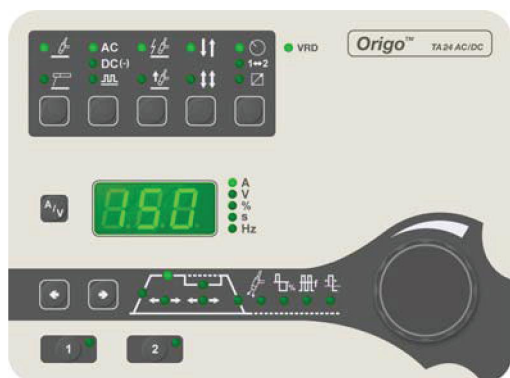 AC
VRD
Origo™ TA24 AC/DC
DC(-)
1↔2
A/V
150
A
V
%
s
Hz
%
f
1
2